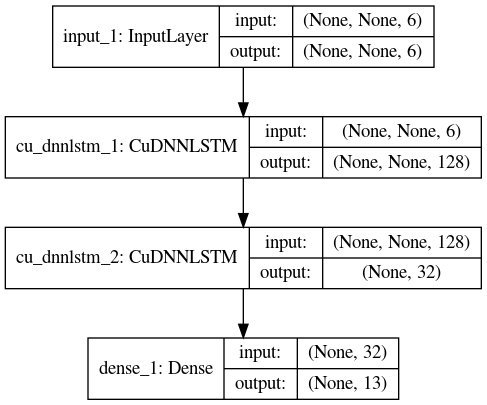 input_1: InputLayer
input: (None, None, 6)
output: (None, None, 6)
cu_dnnlstm_1: CuDNNLSTM
input: (None, None, 6)
output: (None, None, 128)
cu_dnnlstm_2: CuDNNLSTM
input: (None, None, 128)
output: (None, 32)
dense_1: Dense
input: (None, 32)
output: (None, 13)